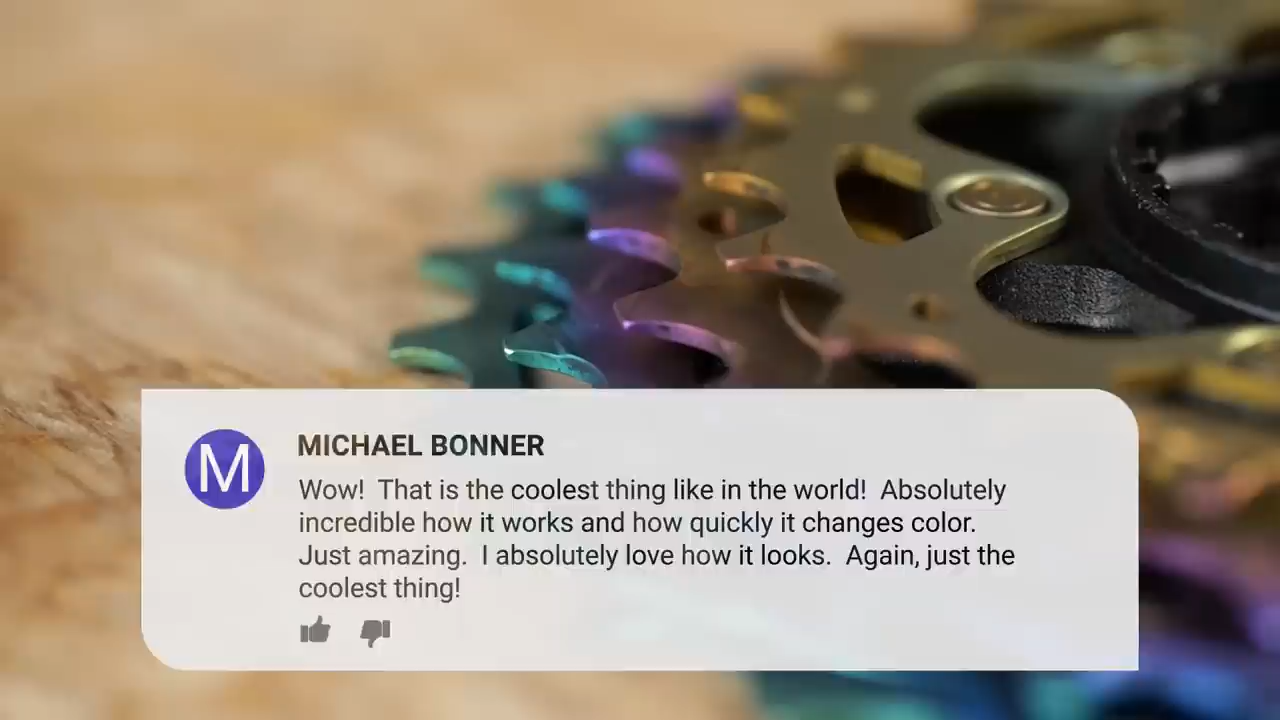 M
MICHAEL BONNER
Wow!  That is the coolest thing like in the world!  Absolutely
incredible how it works and how quickly it changes color.
Just amazing.  I absolutely love how it looks.  Again, just the
coolest thing!